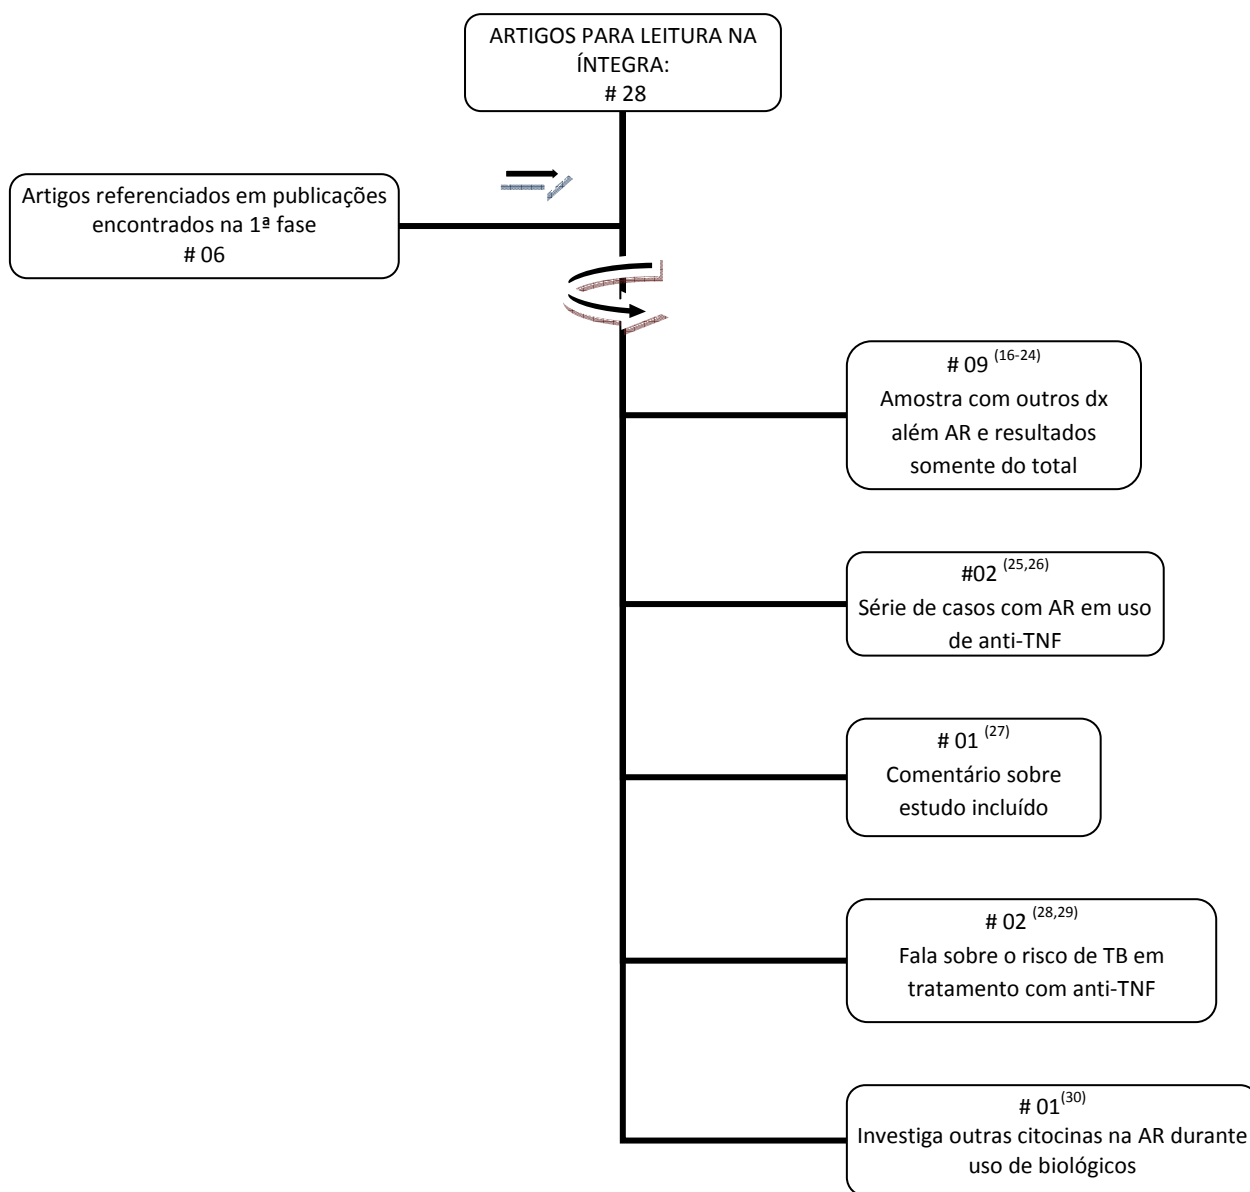 ARTIGOS PARA LEITURA NA
ÍNTEGRA:
# 28
Artigos referenciados em publicações
encontrados na 1ª fase
# 06
# 09 (16-24)
Amostra com outros dx
além AR e resultados
somente do total
#02 (25,26)
Série de casos com AR em uso
de anti-TNF
# 01 (27)
Comentário sobre
estudo incluído
# 02 (28,29)
Fala sobre o risco de TB em
tratamento com anti-TNF
# 01(30)
Investiga outras citocinas na AR durante
uso de biológicos